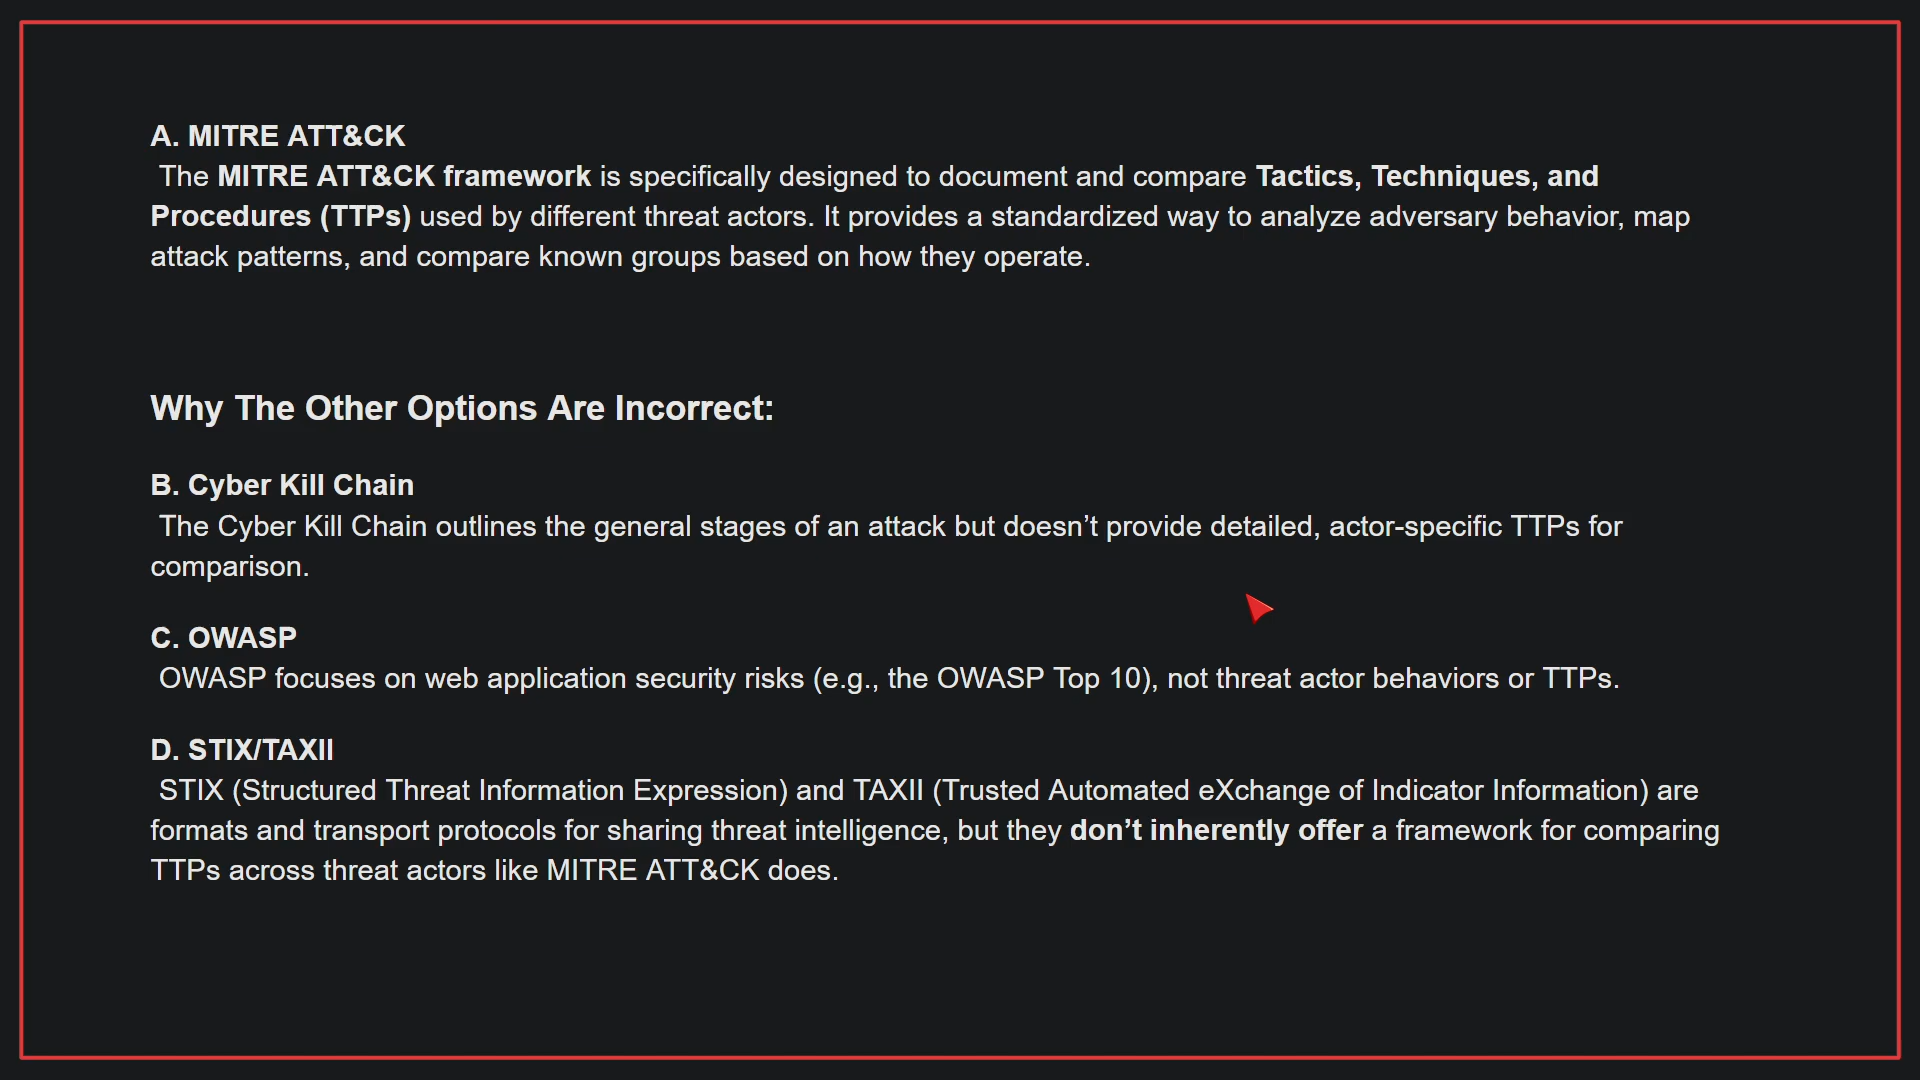 A. MITRE ATT&CK
The MITRE ATT&CK framework is specifically designed to document and compare Tactics, Techniques, and
Procedures (TTPs) used by different threat actors. It provides a standardized way to analyze adversary behavior, map
attack patterns, and compare known groups based on how they operate.
Why The Other Options Are Incorrect:
B. Cyber Kill Chain
The Cyber Kill Chain outlines the general stages of an attack but doesn’t provide detailed, actor-specific TTPs for
comparison.
C. OWASP
OWASP focuses on web application security risks (e.g., the OWASP Top 10), not threat actor behaviors or TTPs.
D. STIX/TAXII
STIX (Structured Threat Information Expression) and TAXII (Trusted Automated eXchange of Indicator Information) are
formats and transport protocols for sharing threat intelligence, but they don’t inherently offer a framework for comparing
TTPs across threat actors like MITRE ATT&CK does.